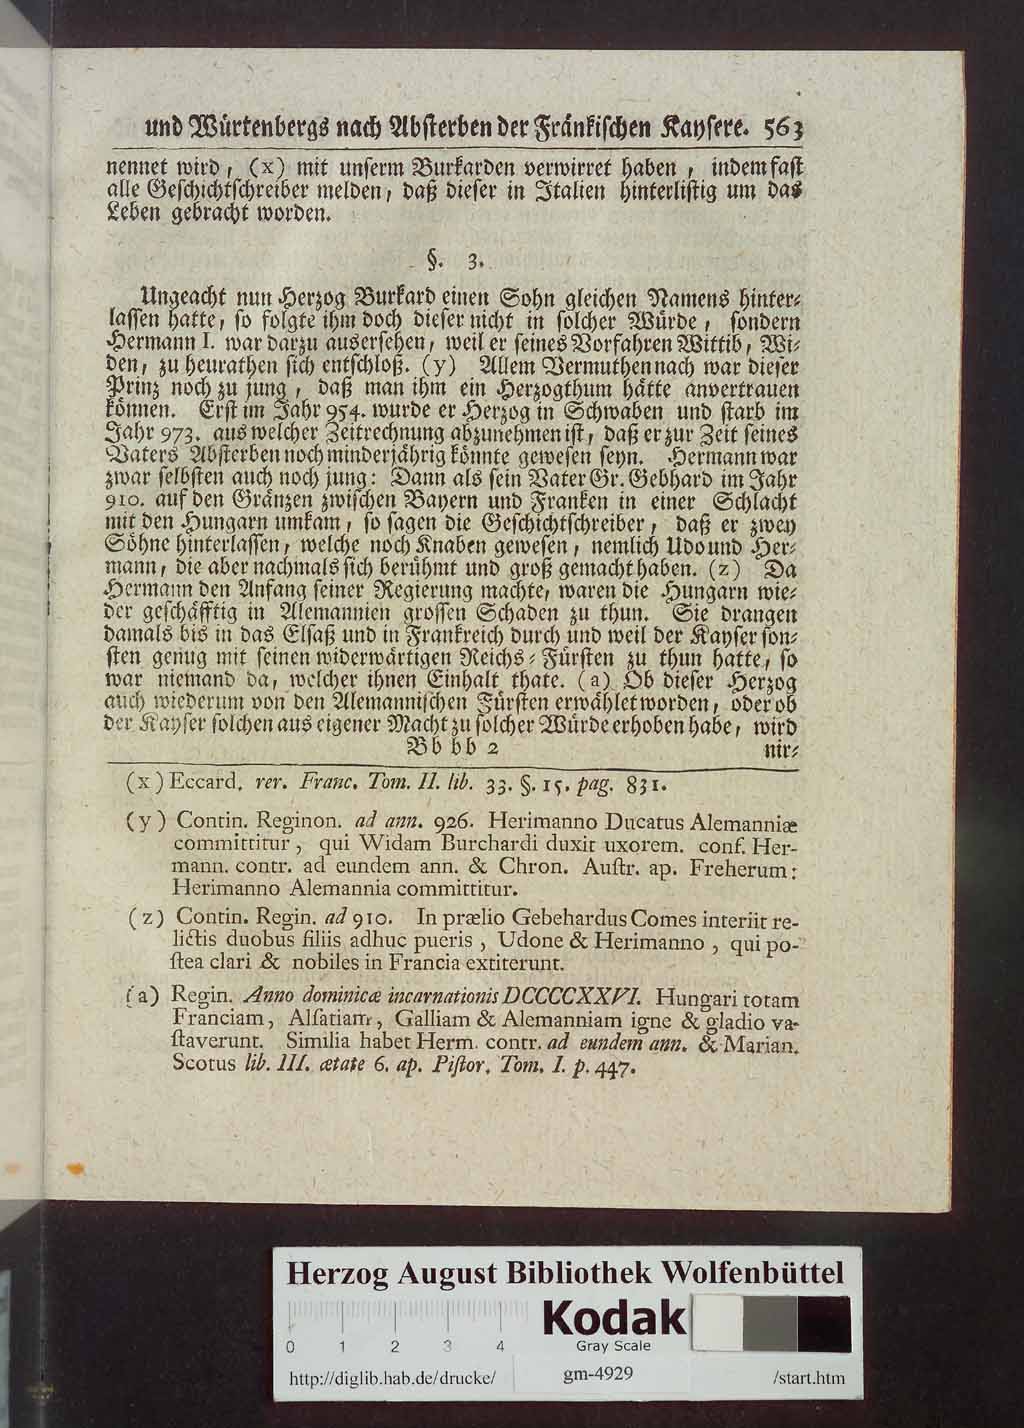 und Würtenbergs nach Absterben der Fränkischen Kaysere. 563
nennet wird, (x) mit unserm Burkarden verwirret haben, indem fast
alle Geschichtschreiber melden, daß dieser in Italien hinterlistig um das
Leben gebracht worden.
§. 3.
Ungeacht nun Herzog Burkard einen Sohn gleichen Namens hinter-
lassen hatte, so folgte ihm doch dieser nicht in solcher Würde, sondern
Hermann I. war darzu ausersehen, weil er seines Vorfahren Wittib, Wi-
den, zu heurathen sich entschloß. (y) Allem Vermuthen nach war dieser
Prinz noch zu jung, daß man ihm ein Herzogthum hätte anvertrauen
können. Erst im Jahr 954. wurde er Herzog in Schwaben und starb im
Jahr 973. aus welcher Zeitrechnung abzunehmen ist, daß er zur Zeit seines
Vaters Absterben noch minderjährig könnte gewesen seyn. Hermann war
zwar selbsten auch noch jung: Dann als sein Vater Gr. Gebhard im Jahr
910. auf den Gränzen zwischen Bayern und Franken in einer Schlacht
mit den Hungarn umkam, so sagen die Geschichtschreiber, daß er zwey
Söhne hinterlassen, welche noch Knaben gewesen, nemlich Udo und Her-
mann, die aber nachmals sich berühmt und groß gemacht haben. (z) Da
Hermann den Anfang seiner Regierung machte, waren die Hungarn wie-
der geschäfftig in Alemannien grossen Schaden zu thun. Sie drangen
damals bis in das Elsaß und in Frankreich durch und weil der Kayser son-
sten genug mit seinen widerwärtigen Reichs-Fürsten zu thun hatte, so
war niemand da, welcher ihnen Einhalt thate. (a) Ob dieser Herzog
auch wiederum von den Alemannischen Fürsten erwählet worden, oder ob
der Kayser solchen aus eigener Macht zu solcher Würde erhoben habe, wird
Bb bb 2 nir-
(x) Eccard. rer. Franc. Tom. II. lib. 33. §. 15. pag. 831.
(y) Contin. Reginon. ad ann. 926. Herimanno Ducatus Alemanniæ
committitur, qui Widam Burchardi duxit uxorem. conf. Her-
mann. contr. ad eundem ann. & Chron. Austr. ap. Freherum:
Herimanno Alemannia committitur.
(z) Contin. Regin. ad 910. In prælio Gebehardus Comes interiit re-
lictis duobus filiis adhuc pueris, Udone & Herimanno, qui po-
stea clari & nobiles in Francia extiterunt.
(a) Regin. Anno dominicæ incarnationis DCCCCXXVI. Hungari totam
Franciam, Alsatiam, Galliam & Alemanniam igne & gladio va-
staverunt. Similia habet Herm. contr. ad eundem ann. & Marian.
Scotus lib. III. ætate 6. ap. Pistor. Tom. I. p. 447.
Herzog August Bibliothek Wolfenbüttel
Kodak
Gray Scale
0 1 2 3 4
http://diglib.hab.de/drucke/ gm-4929 /start.htm